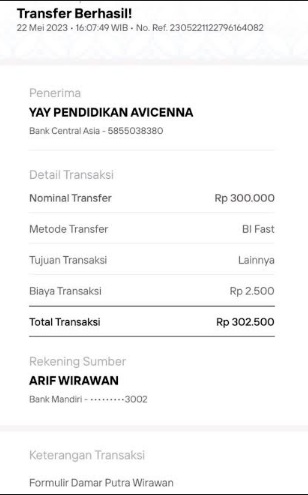 Transfer Berhasil!
22 Mei 2023 • 16:07:49 WIB • No. Ref. 2305221122796164082
Penerima
YAY PENDIDIKAN AVICENNA
Bank Central Asia - 5855038380
Detail Transaksi
Nominal Transfer Rp 300.000
Metode Transfer BI Fast
Tujuan Transaksi Lainnya
Biaya Transaksi Rp 2.500
Total Transaksi Rp 302.500
Rekening Sumber
ARIF WIRAWAN
Bank Mandiri - •••••••••3002
Keterangan Transaksi
Formulir Damar Putra Wirawan